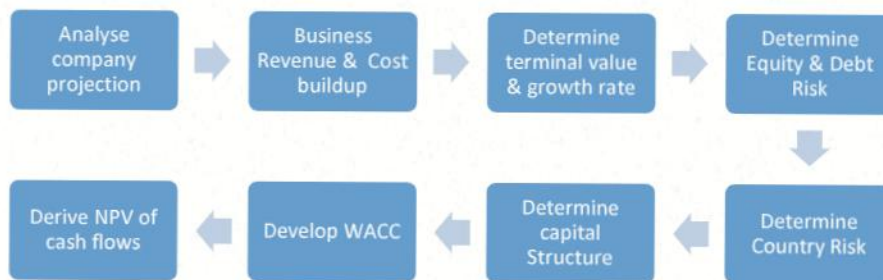 Analyse
company
projection
Business
Revenue & Cost
buildup
Determine
terminal value
& growth rate
Determine
Equity & Debt
Risk
Determine
Country Risk
Determine
capital
Structure
Develop WACC
Derive NPV of
cash flows